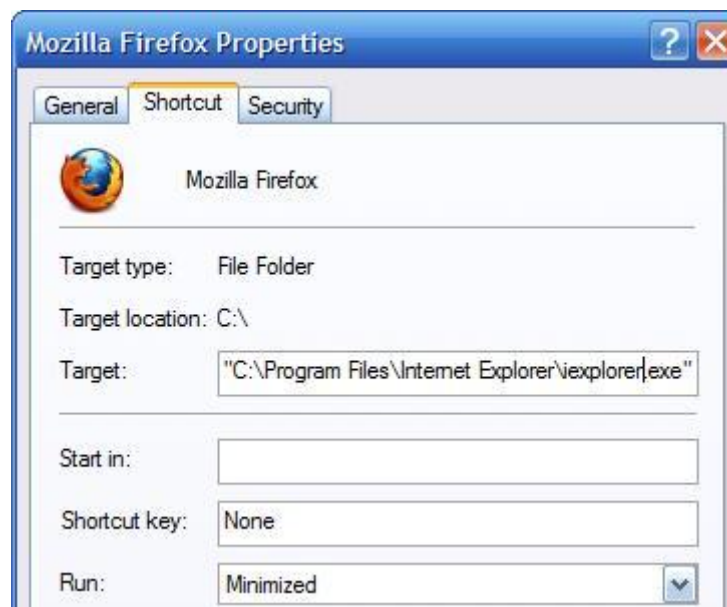 Mozilla Firefox Properties
General Shortcut Security
Mozilla Firefox
Target type: File Folder
Target location: C:\
Target: "C:\Program Files\Internet Explorer\iexplorer.exe"
Start in:
Shortcut key: None
Run: Minimized